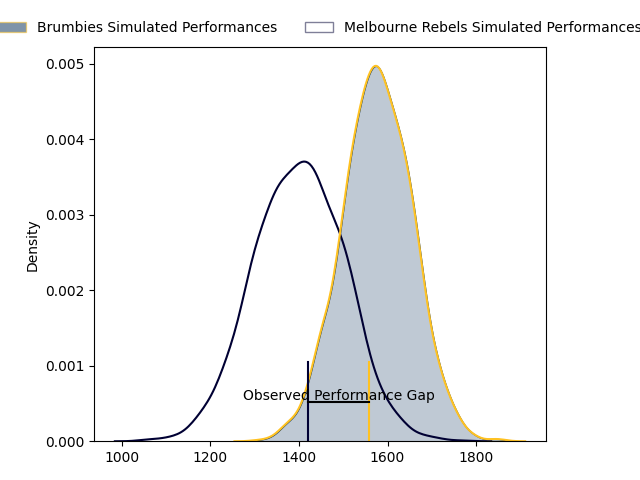 Brumbies Simulated Performances
Melbourne Rebels Simulated Performances
0.005
0.004
0.003
0.002
0.001
0.000
Density
Observed Performance Gap
1000 1200 1400 1600 1800